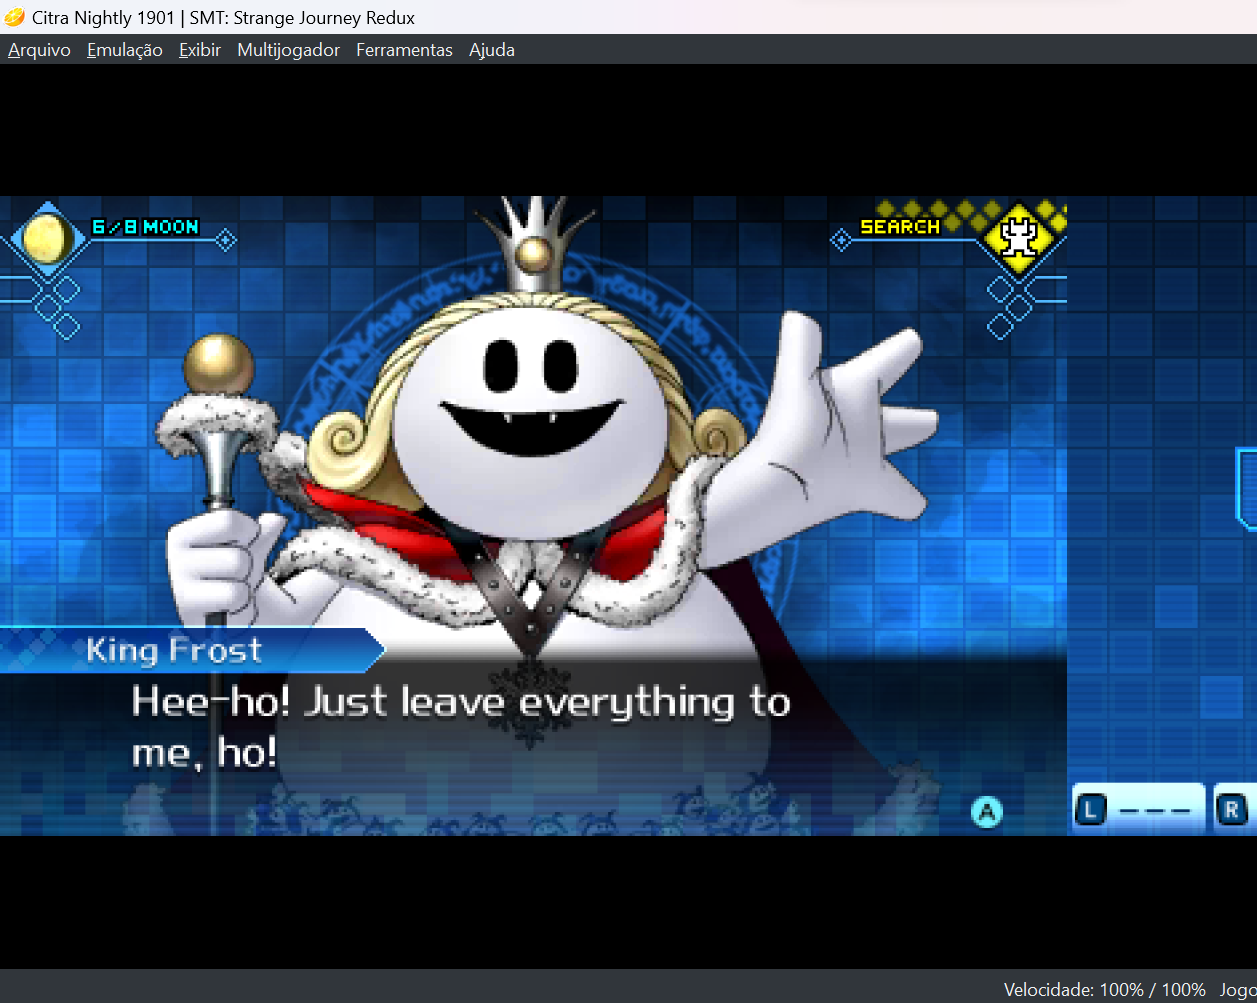 Citra Nightly 1901 | SMT: Strange Journey Redux
Arquivo Emulação Exibir Multijogador Ferramentas Ajuda
6/8 MOON
SEARCH
King Frost
Hee-ho! Just leave everything to
me, ho!
A
L --- R
Velocidade: 100% / 100% Jogo